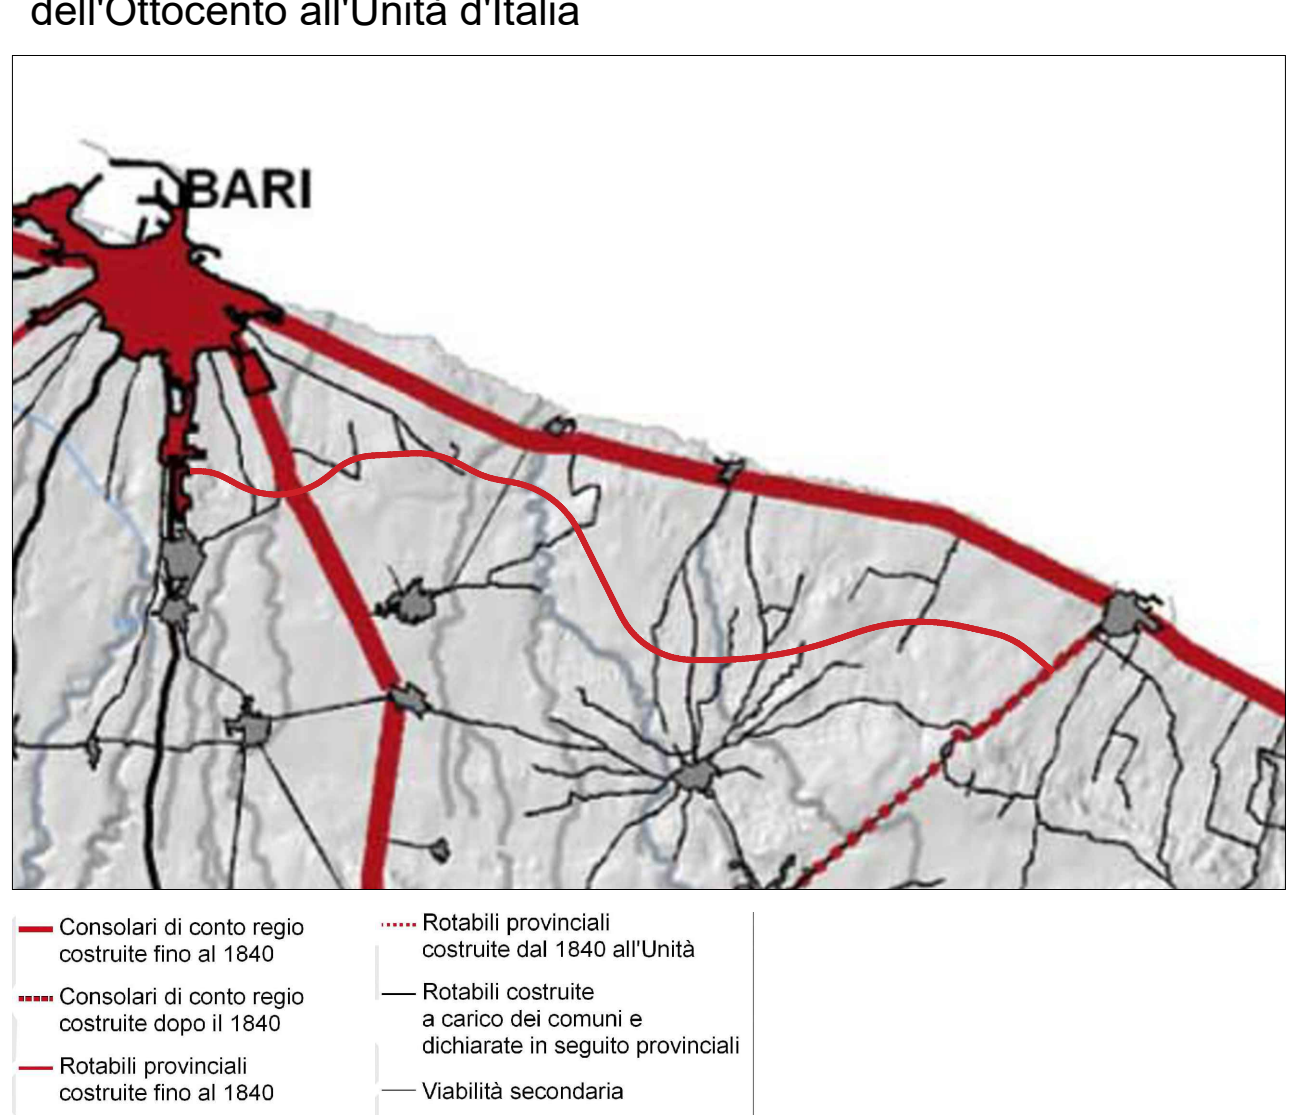 dell'Ottocento all'Unità d'Italia
BARI
Consolari di conto regio
costruite fino al 1840
Consolari di conto regio
costruite dopo il 1840
Rotabili provinciali
costruite fino al 1840
Rotabili provinciali
costruite dal 1840 all'Unità
Rotabili costruite
a carico dei comuni e
dichiarate in seguito provinciali
Viabilità secondaria